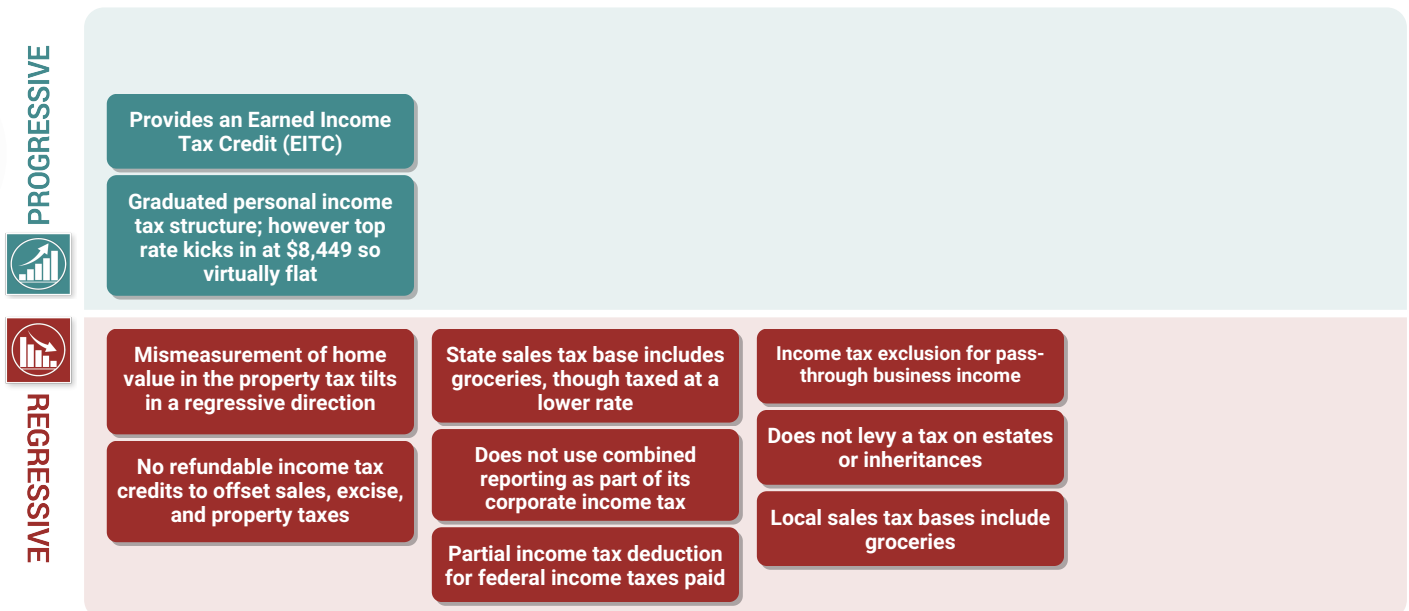 PROGRESSIVE
Provides an Earned Income
Tax Credit (EITC)
Graduated personal income
tax structure; however top
rate kicks in at $8,449 so
virtually flat
REGRESSIVE
Mismeasurement of home
value in the property tax tilts
in a regressive direction
No refundable income tax
credits to offset sales, excise,
and property taxes
State sales tax base includes
groceries, though taxed at a
lower rate
Does not use combined
reporting as part of its
corporate income tax
Partial income tax deduction
for federal income taxes paid
Income tax exclusion for pass-
through business income
Does not levy a tax on estates
or inheritances
Local sales tax bases include
groceries